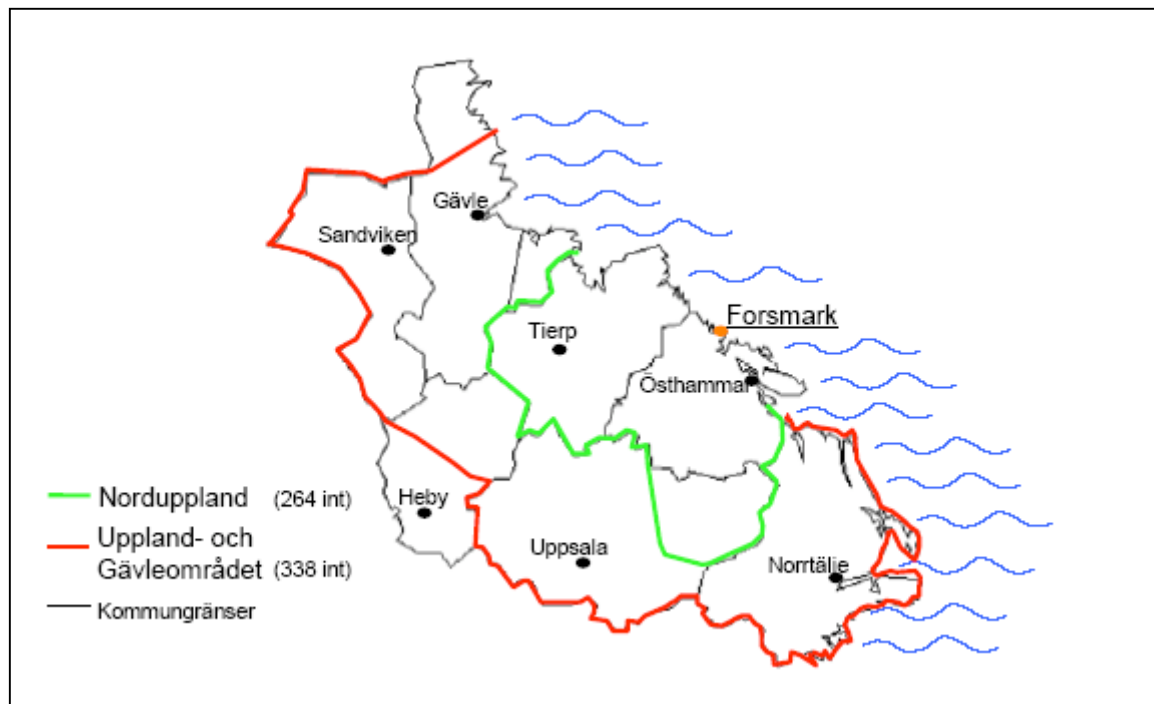 Gävle
Sandviken
Forsmark
Tierp
Östhammar
Norduppland (264 int)
Heby
Uppland- och
Gävleområdet (338 int)
Uppsala
Norrtälje
Kommungränser